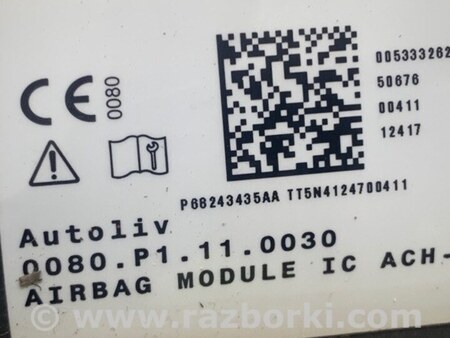 CE 0080
005333262
50676
00411
12417
P68243435AA TT5N4124700411
Autoliv
0080.P1.11.0030
AIRBAG MODULE IC ACH-
© www.razborki.com